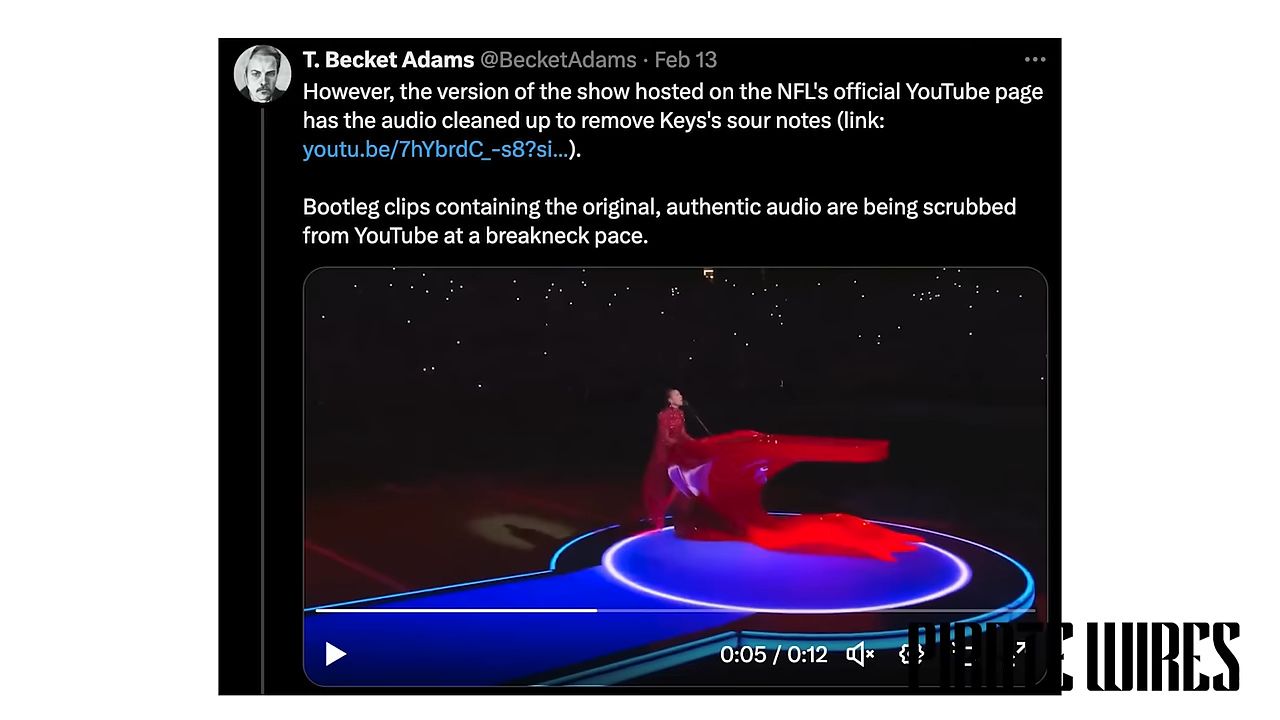 T. Becket Adams @BecketAdams · Feb 13
However, the version of the show hosted on the NFL's official YouTube page
has the audio cleaned up to remove Keys's sour notes (link:
youtu.be/7hYbrdC_-s8?si...).
Bootleg clips containing the original, authentic audio are being scrubbed
from YouTube at a breakneck pace.
0:05 / 0:12
PIRATE WIRES